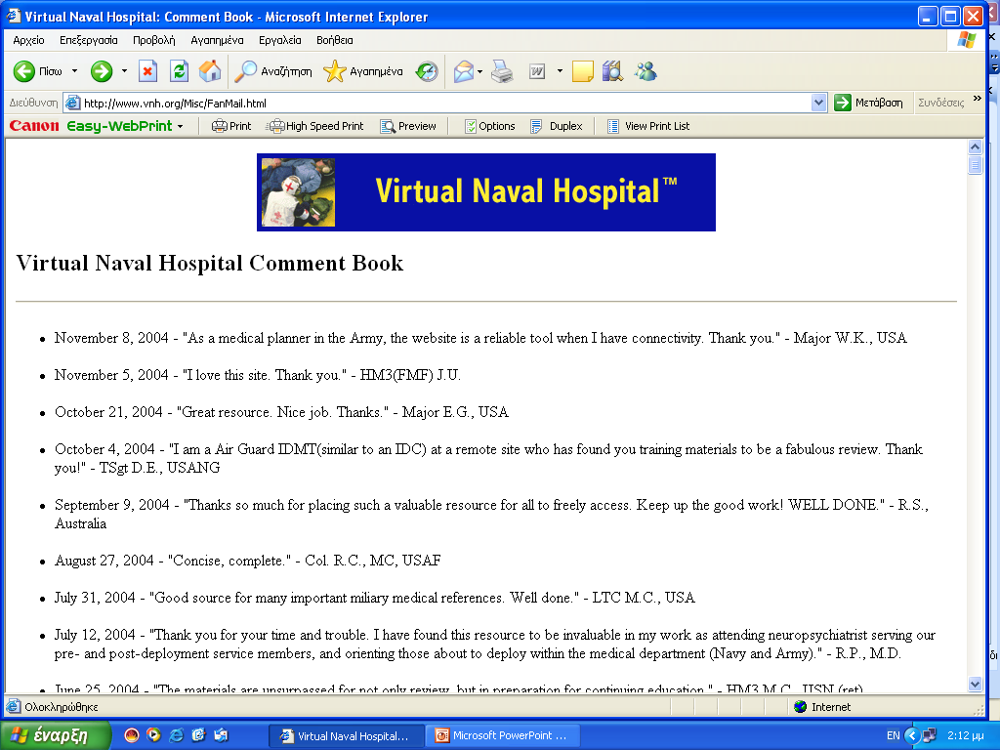 Virtual Naval Hospital: Comment Book - Microsoft Internet Explorer
Αρχείο Επεξεργασία Προβολή Αγαπημένα Εργαλεία Βοήθεια
Πίσω Αναζήτηση Αγαπημένα
Διεύθυνση http://www.vnh.org/Misc/FanMail.html Μετάβαση Συνδέσεις »
Canon Easy-WebPrint Print High Speed Print Preview Options Duplex View Print List
Virtual Naval Hospital™
Virtual Naval Hospital Comment Book
• November 8, 2004 - "As a medical planner in the Army, the website is a reliable tool when I have connectivity. Thank you." - Major W.K., USA
• November 5, 2004 - "I love this site. Thank you." - HM3(FMF) J.U.
• October 21, 2004 - "Great resource. Nice job. Thanks." - Major E.G., USA
• October 4, 2004 - "I am a Air Guard IDMT(similar to an IDC) at a remote site who has found you training materials to be a fabulous review. Thank
you!" - TSgt D.E., USANG
• September 9, 2004 - "Thanks so much for placing such a valuable resource for all to freely access. Keep up the good work! WELL DONE." - R.S.,
Australia
• August 27, 2004 - "Concise, complete." - Col. R.C., MC, USAF
• July 31, 2004 - "Good source for many important miliary medical references. Well done." - LTC M.C., USA
• July 12, 2004 - "Thank you for your time and trouble. I have found this resource to be invaluable in my work as attending neuropsychiatrist serving our
pre- and post-deployment service members, and orienting those about to deploy within the medical department (Navy and Army)." - R.P., M.D.
• June 25, 2004 - "The materials are unsurpassed for not only review, but in preparation for continuing education." - HM3 M.C., USN (ret)
Ολοκληρώθηκε Internet
έναρξη Virtual Naval Hospital... Microsoft PowerPoint ... EN 2:12 μμ